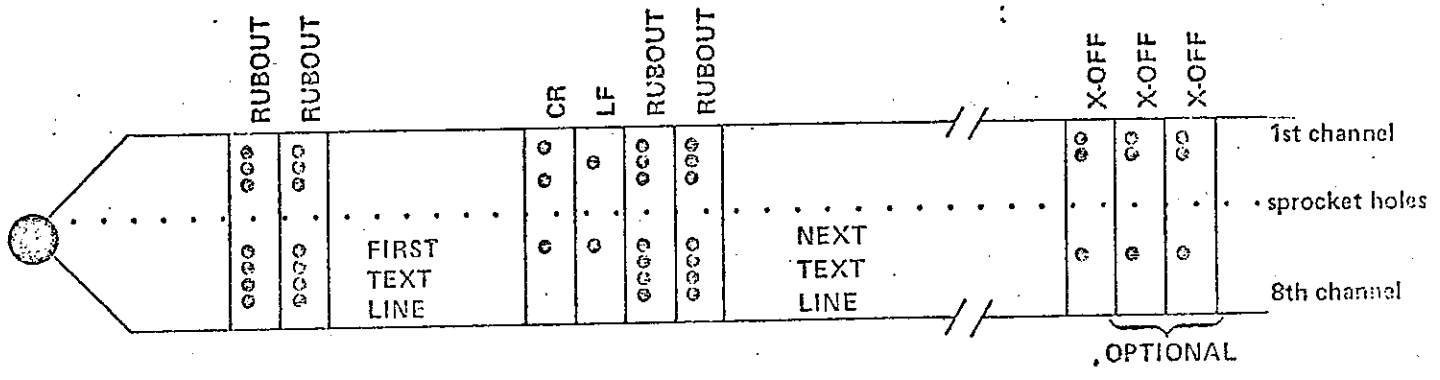 RUBOUT
RUBOUT
CR
LF
RUBOUT
RUBOUT
X-OFF
X-OFF
X-OFF
1st channel
sprocket holes
FIRST
TEXT
LINE
NEXT
TEXT
LINE
8th channel
OPTIONAL